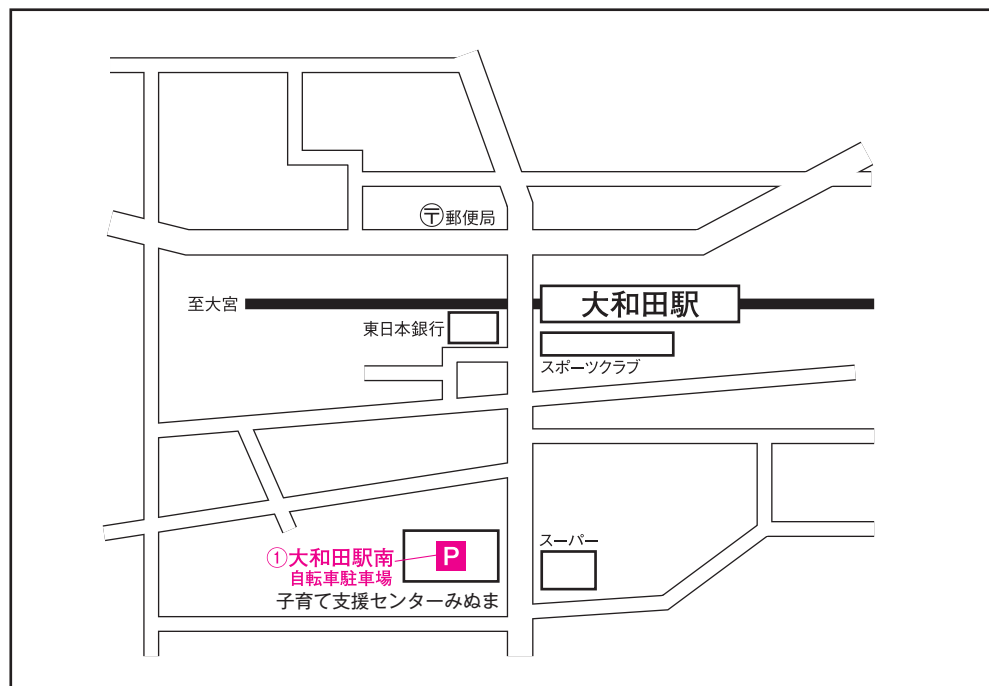 〒郵便局
至大宮
大和田駅
東日本銀行
スポーツクラブ
スーパー
①大和田駅南
自転車駐車場
P
子育て支援センターみぬま